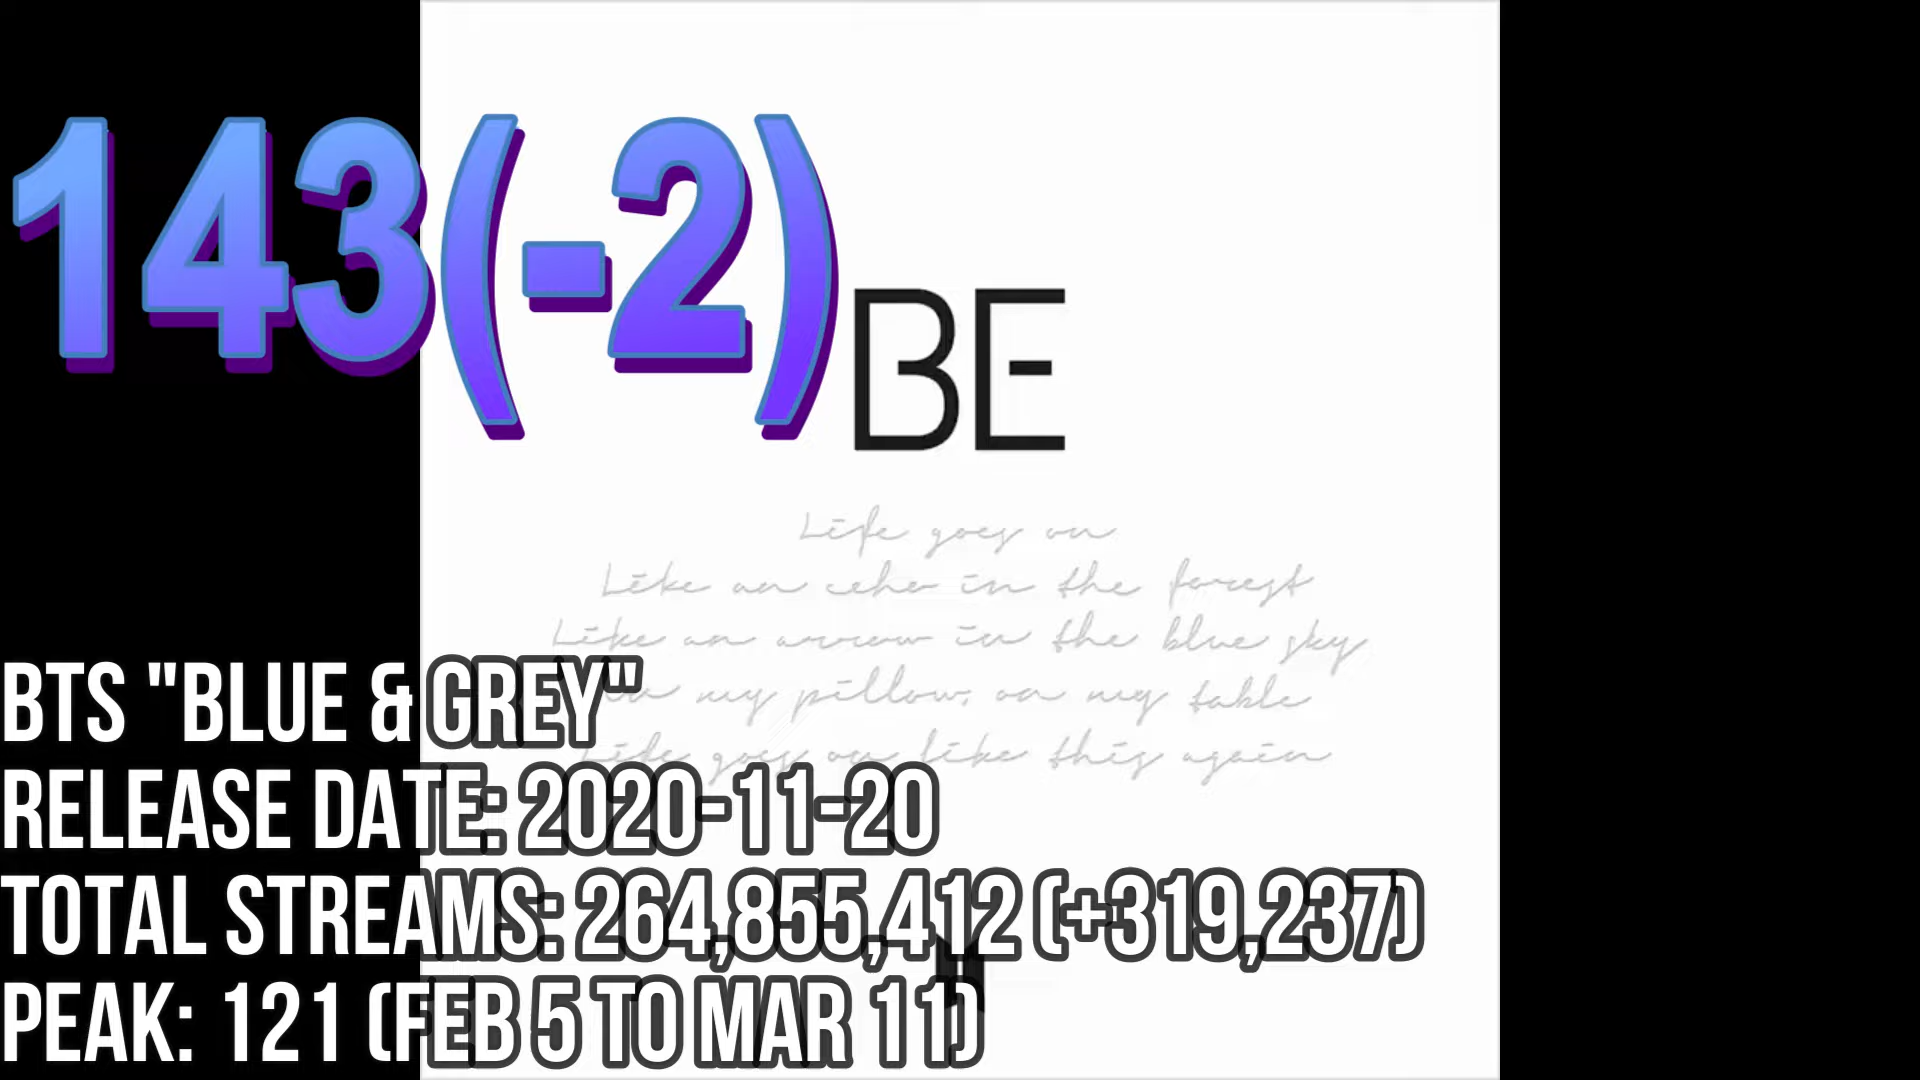 143(-2)
BE
Life goes on
Like an echo in the forest
Like an arrow in the blue sky
my pillow, on my table
Life goes on like this again
BTS "BLUE & GREY"
RELEASE DATE: 2020-11-20
TOTAL STREAMS: 264,855,412 (+319,237)
PEAK: 121 (FEB 5 TO MAR 11)